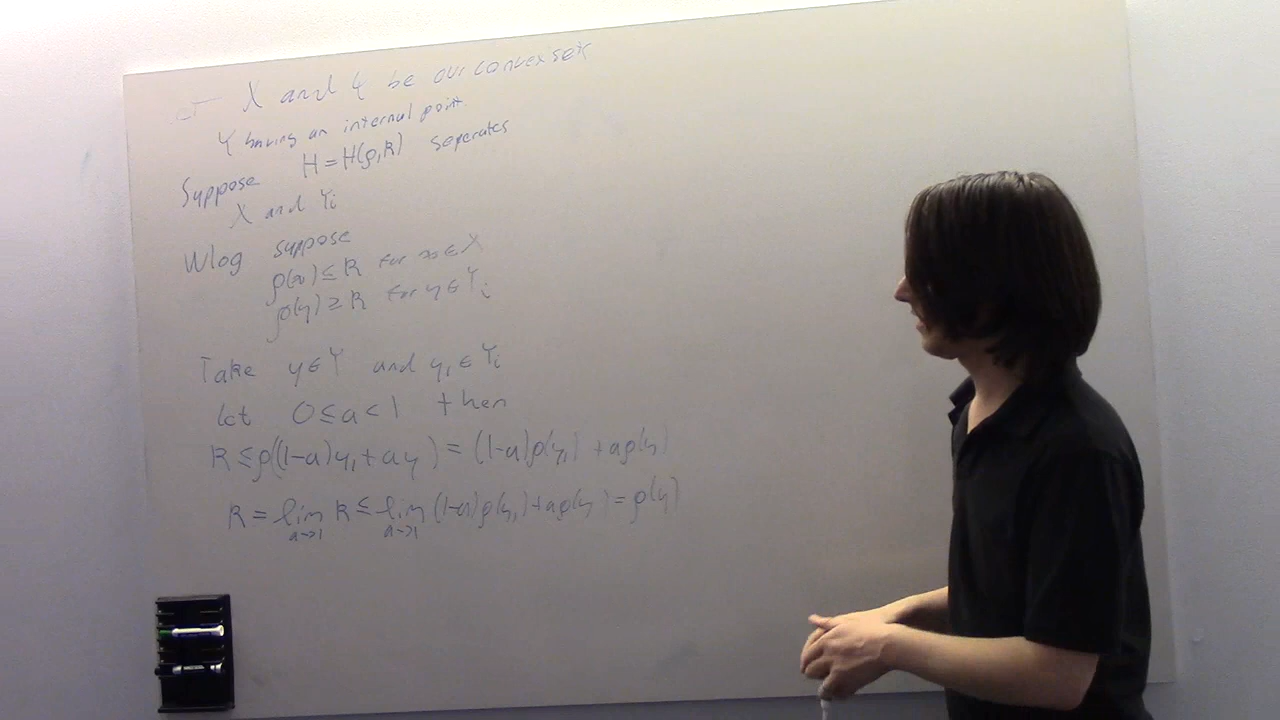 Let X and Y be our convex sets
Y having an internal point.
Suppose H = H(ρ,R) seperates
X and Yᵢ
Wlog suppose
ρ(x) ≤ R for x ∈ X
ρ(y) ≥ R for y ∈ Yᵢ
Take y ∈ Y and y₁ ∈ Yᵢ
let 0 ≤ a < 1 then
R ≤ ρ((1-a)y₁ + ay) = (1-a)ρ(y₁) + aρ(y)
R = lim R ≤ lim (1-a)ρ(y₁) + aρ(y) = ρ(y)
a→1 a→1